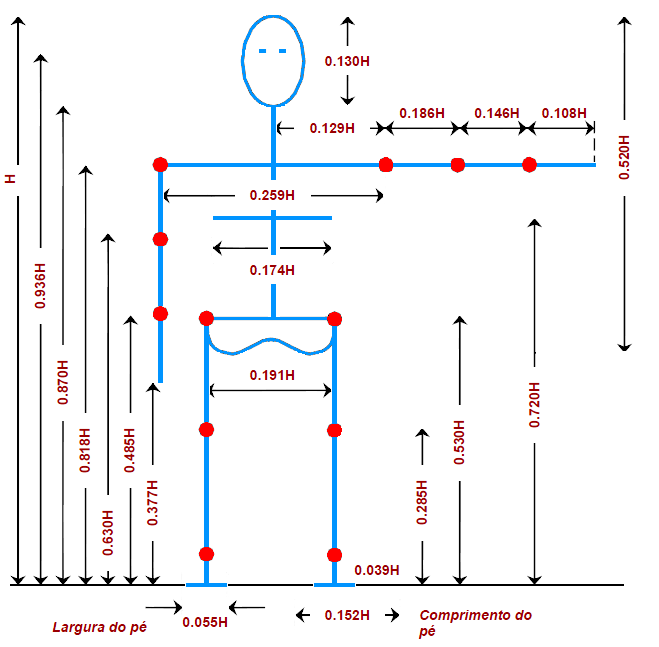 0.130H
0.186H
0.146H
0.108H
0.129H
0.520H
H
0.259H
0.936H
0.174H
0.870H
0.191H
0.720H
0.818H
0.485H
0.530H
0.377H
0.285H
0.630H
0.039H
0.055H
0.152H
Largura do pé
Comprimento do
pé